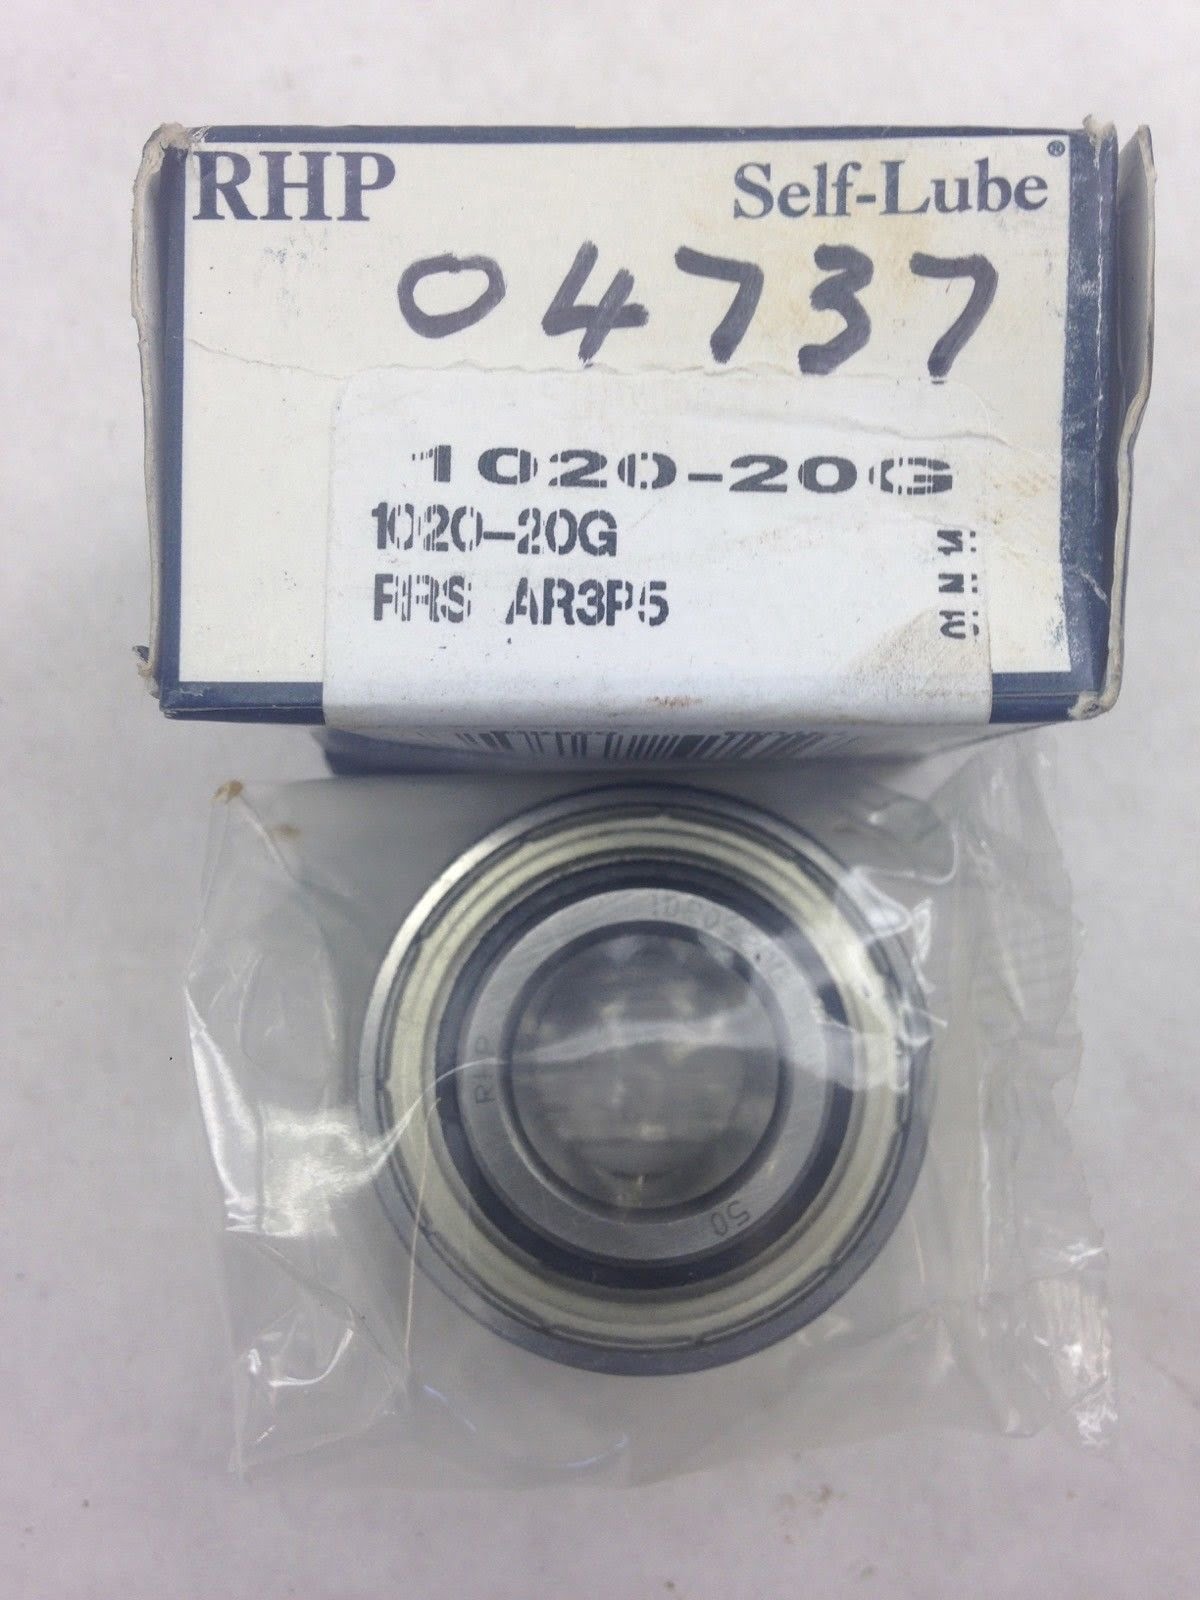 RHP Self-Lube®
04737
1020-20G
1020-20G
RRS AR3P5
RHP
50